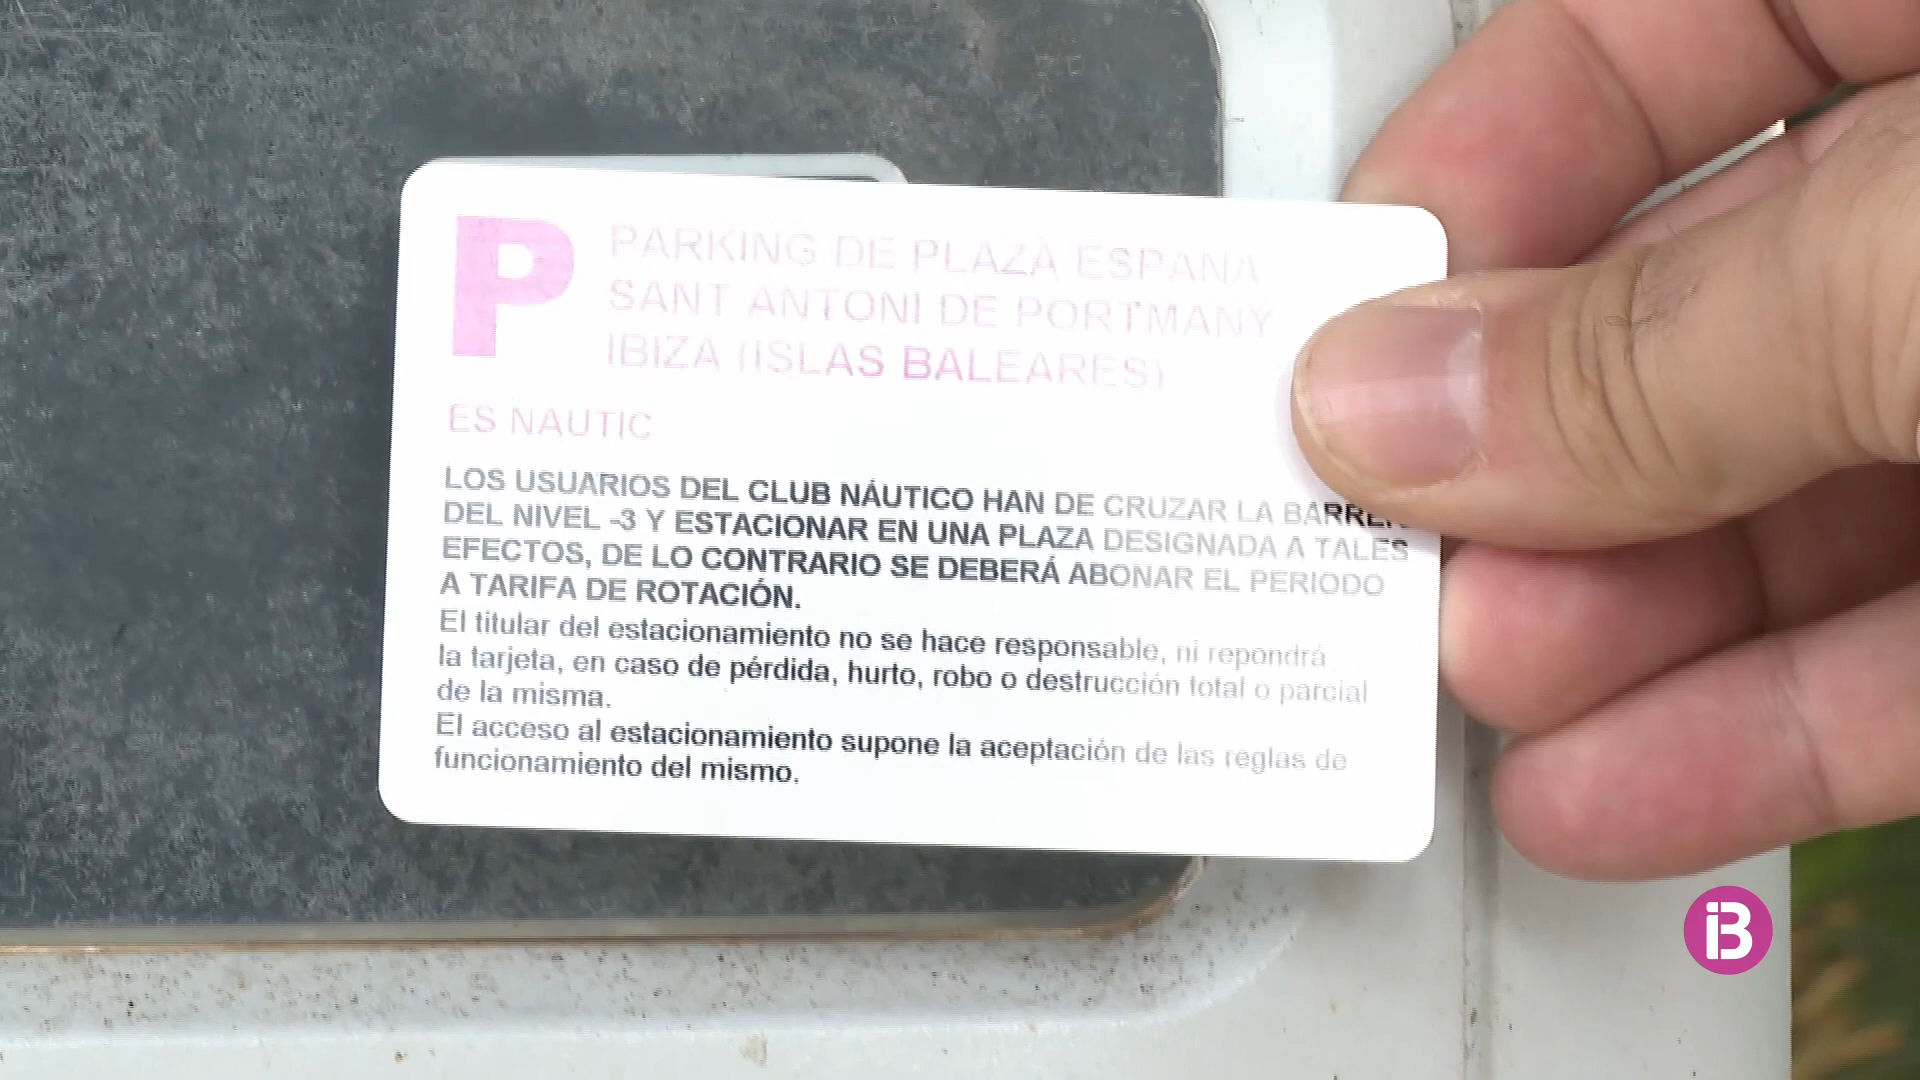 P
PARKING DE PLAZA ESPAÑA
SANT ANTONI DE PORTMANY
IBIZA (ISLAS BALEARES)
ES NAUTIC
LOS USUARIOS DEL CLUB NÁUTICO HAN DE CRUZAR LA
DEL NIVEL -3 Y ESTACIONAR EN UNA PLAZA DESIGNADA A TALES
EFECTOS, DE LO CONTRARIO SE DEBERÁ ABONAR EL PERIODO
A TARIFA DE ROTACIÓN.
El titular del estacionamiento no se hace responsable, ni repondrá
la tarjeta, en caso de pérdida, hurto, robo o destrucción total o parcial
de la misma.
El acceso al estacionamiento supone la aceptación de las reglas de
funcionamiento del mismo.
iB